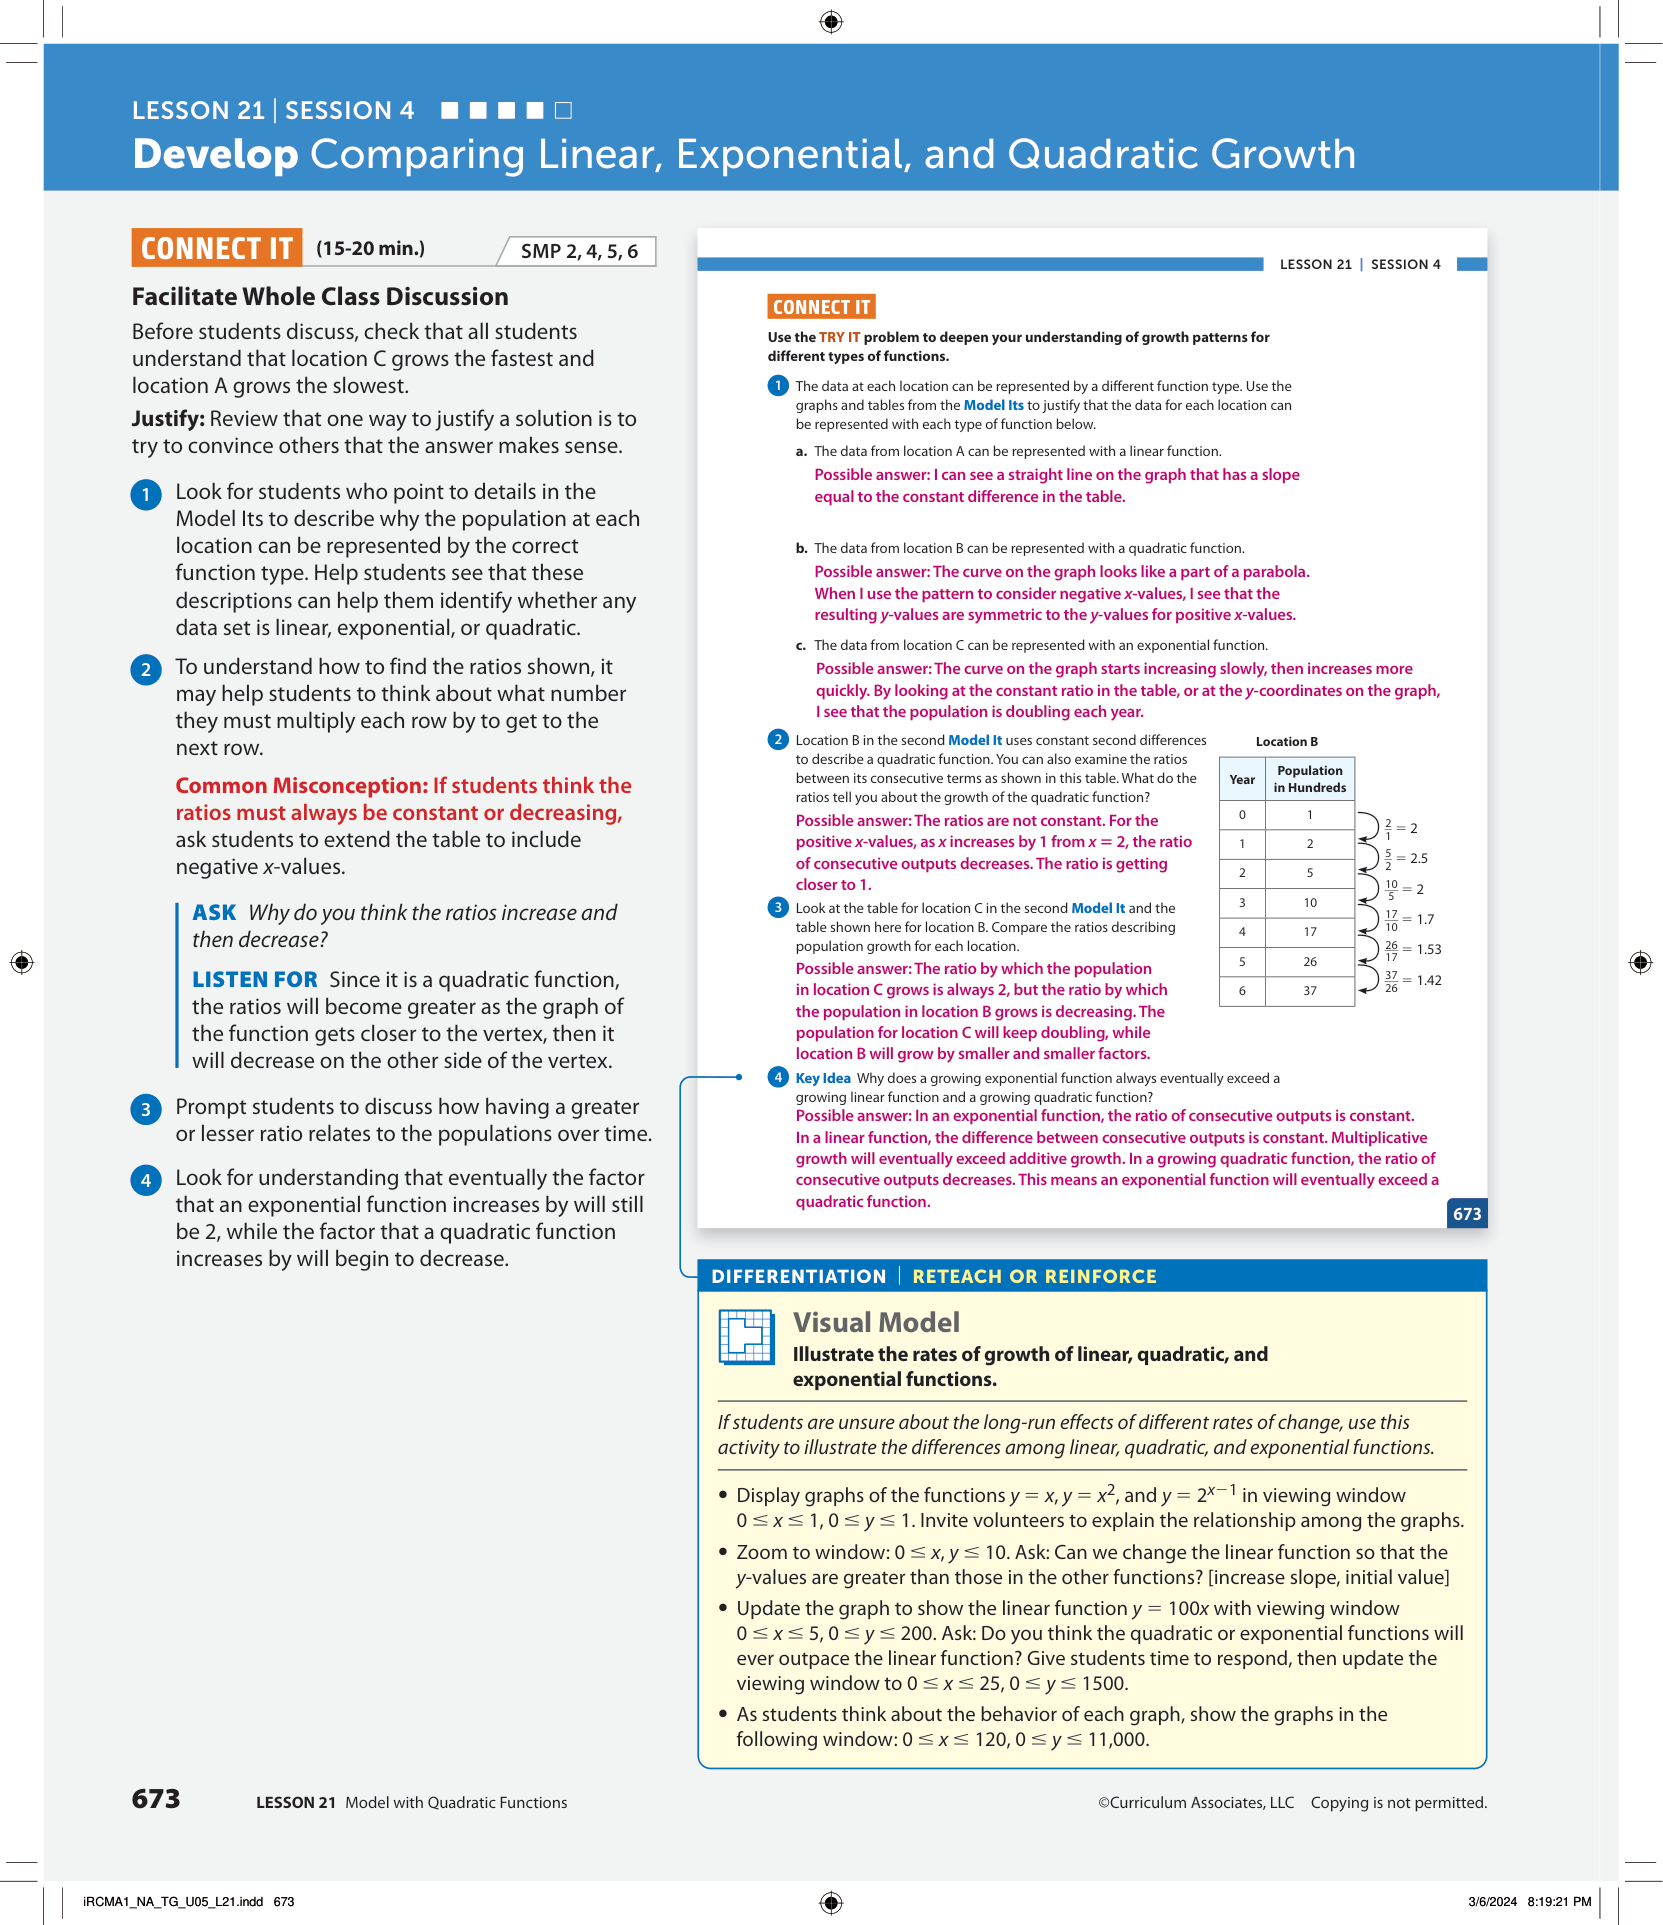 LESSON 21 | SESSION 4
Develop Comparing Linear, Exponential, and Quadratic Growth
CONNECT IT (15-20 min.) SMP 2, 4, 5, 6
Facilitate Whole Class Discussion
Before students discuss, check that all students
understand that location C grows the fastest and
location A grows the slowest.
Justify: Review that one way to justify a solution is to
try to convince others that the answer makes sense.
1 Look for students who point to details in the
Model Its to describe why the population at each
location can be represented by the correct
function type. Help students see that these
descriptions can help them identify whether any
data set is linear, exponential, or quadratic.
2 To understand how to find the ratios shown, it
may help students to think about what number
they must multiply each row by to get to the
next row.
Common Misconception: If students think the
ratios must always be constant or decreasing,
ask students to extend the table to include
negative x-values.
ASK Why do you think the ratios increase and
then decrease?
LISTEN FOR Since it is a quadratic function,
the ratios will become greater as the graph of
the function gets closer to the vertex, then it
will decrease on the other side of the vertex.
3 Prompt students to discuss how having a greater
or lesser ratio relates to the populations over time.
4 Look for understanding that eventually the factor
that an exponential function increases by will still
be 2, while the factor that a quadratic function
increases by will begin to decrease.
LESSON 21 | SESSION 4
CONNECT IT
Use the TRY IT problem to deepen your understanding of growth patterns for
different types of functions.
1 The data at each location can be represented by a different function type. Use the
graphs and tables from the Model Its to justify that the data for each location can
be represented with each type of function below.
a. The data from location A can be represented with a linear function.
Possible answer: I can see a straight line on the graph that has a slope
equal to the constant difference in the table.
b. The data from location B can be represented with a quadratic function.
Possible answer: The curve on the graph looks like a part of a parabola.
When I use the pattern to consider negative x-values, I see that the
resulting y-values are symmetric to the y-values for positive x-values.
c. The data from location C can be represented with an exponential function.
Possible answer: The curve on the graph starts increasing slowly, then increases more
quickly. By looking at the constant ratio in the table, or at the y-coordinates on the graph,
I see that the population is doubling each year.
2 Location B in the second Model It uses constant second differences
to describe a quadratic function. You can also examine the ratios
between its consecutive terms as shown in this table. What do the
ratios tell you about the growth of the quadratic function?
Possible answer: The ratios are not constant. For the
positive x-values, as x increases by 1 from x = 2, the ratio
of consecutive outputs decreases. The ratio is getting
closer to 1.
3 Look at the table for location C in the second Model It and the
table shown here for location B. Compare the ratios describing
population growth for each location.
Possible answer: The ratio by which the population
in location C grows is always 2, but the ratio by which
the population in location B grows is decreasing. The
population for location C will keep doubling, while
location B will grow by smaller and smaller factors.
Location B
Year Population in Hundreds
0 1
1 2
2 5
3 10
4 17
5 26
6 37
2/1 = 2
5/2 = 2.5
10/5 = 2
17/10 = 1.7
26/17 = 1.53
37/26 = 1.42
4 Key Idea Why does a growing exponential function always eventually exceed a
growing linear function and a growing quadratic function?
Possible answer: In an exponential function, the ratio of consecutive outputs is constant.
In a linear function, the difference between consecutive outputs is constant. Multiplicative
growth will eventually exceed additive growth. In a growing quadratic function, the ratio of
consecutive outputs decreases. This means an exponential function will eventually exceed a
quadratic function.
673
DIFFERENTIATION | RETEACH OR REINFORCE
Visual Model
Illustrate the rates of growth of linear, quadratic, and
exponential functions.
If students are unsure about the long-run effects of different rates of change, use this
activity to illustrate the differences among linear, quadratic, and exponential functions.
• Display graphs of the functions y = x, y = x², and y = 2^(x−1) in viewing window
0 ≤ x ≤ 1, 0 ≤ y ≤ 1. Invite volunteers to explain the relationship among the graphs.
• Zoom to window: 0 ≤ x, y ≤ 10. Ask: Can we change the linear function so that the
y-values are greater than those in the other functions? [increase slope, initial value]
• Update the graph to show the linear function y = 100x with viewing window
0 ≤ x ≤ 5, 0 ≤ y ≤ 200. Ask: Do you think the quadratic or exponential functions will
ever outpace the linear function? Give students time to respond, then update the
viewing window to 0 ≤ x ≤ 25, 0 ≤ y ≤ 1500.
• As students think about the behavior of each graph, show the graphs in the
following window: 0 ≤ x ≤ 120, 0 ≤ y ≤ 11,000.
673 LESSON 21 Model with Quadratic Functions ©Curriculum Associates, LLC Copying is not permitted.
iRCMA1_NA_TG_U05_L21.indd 673 3/6/2024 8:19:21 PM